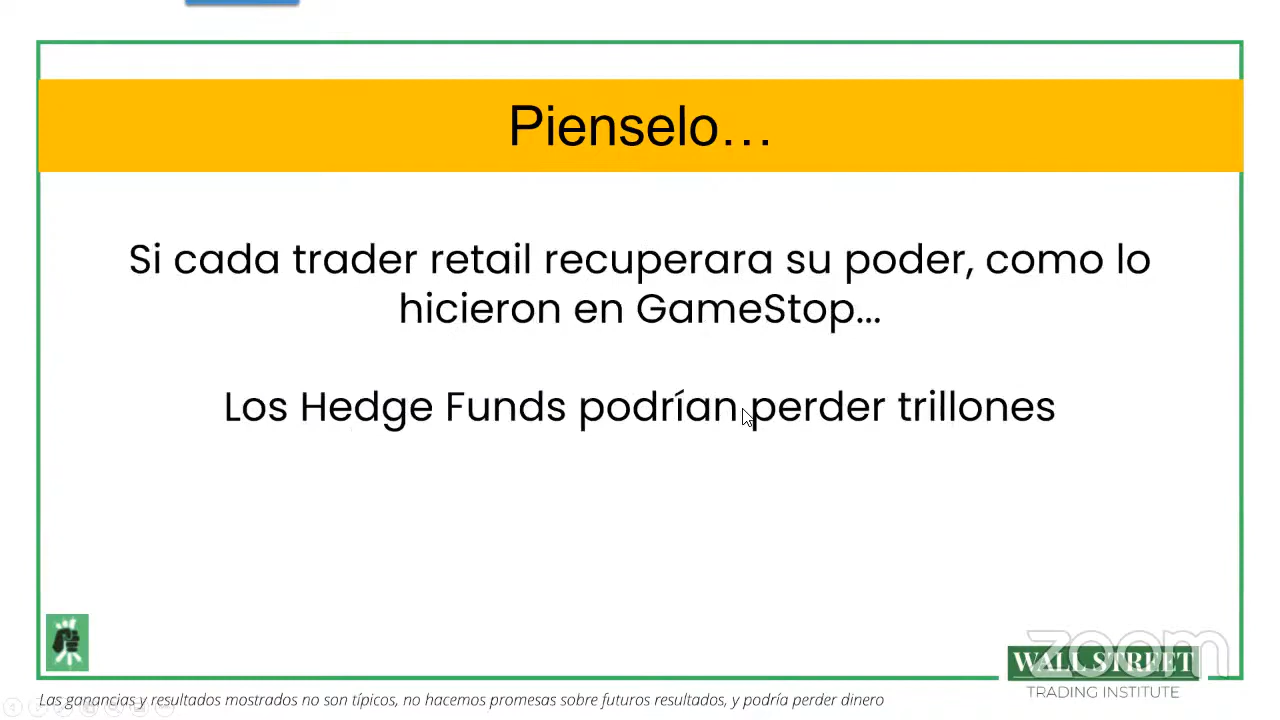 Pienselo…
Si cada trader retail recuperara su poder, como lo
hicieron en GameStop...
Los Hedge Funds podrían perder trillones
zoom
WALL STREET
TRADING INSTITUTE
Las ganancias y resultados mostrados no son típicos, no hacemos promesas sobre futuros resultados, y podría perder dinero